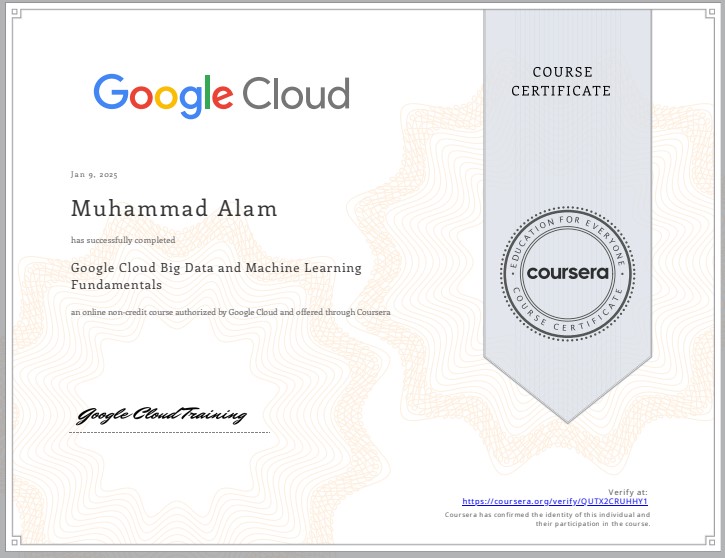 Google Cloud
COURSE
CERTIFICATE
Jan 9, 2025
Muhammad Alam
has successfully completed
Google Cloud Big Data and Machine Learning
Fundamentals
an online non-credit course authorized by Google Cloud and offered through Coursera
EDUCATION FOR EVERYONE
coursera
COURSE CERTIFICATE
Google Cloud Training
Verify at:
https://coursera.org/verify/QUTX2CRUHHY1
Coursera has confirmed the identity of this individual and
their participation in the course.